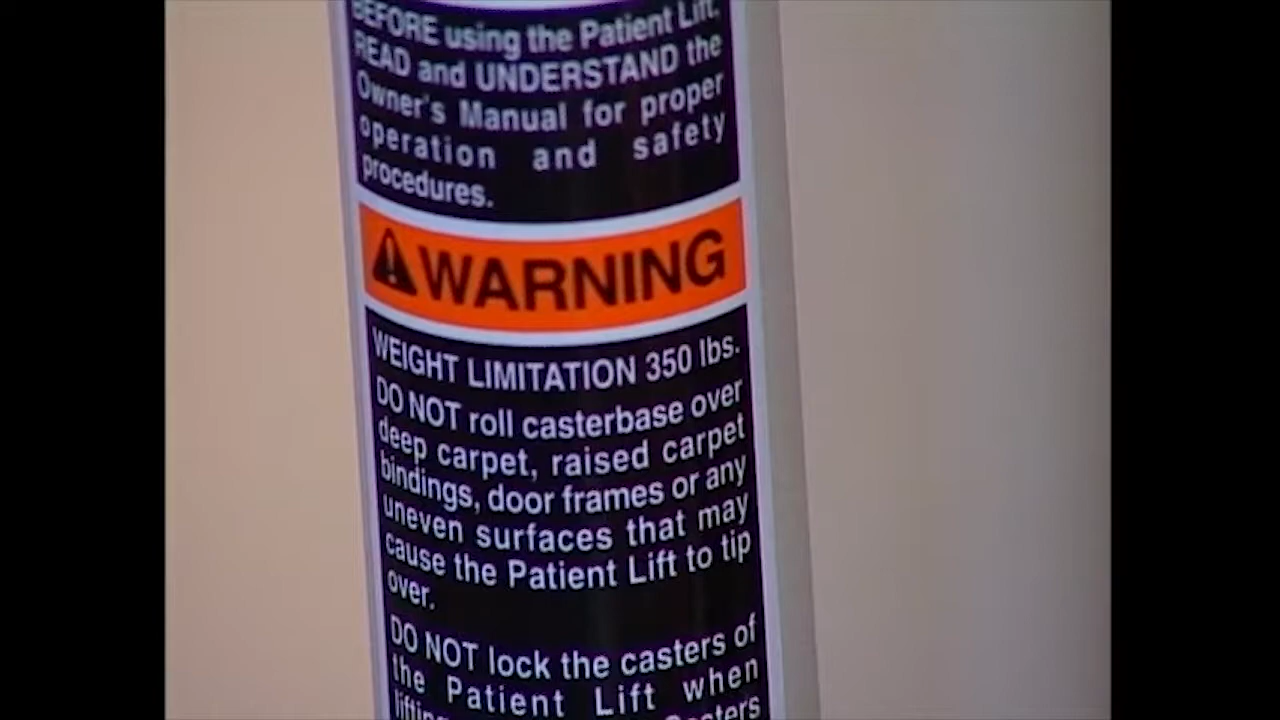 BEFORE using the Patient Lift,
READ and UNDERSTAND the
Owner's Manual for proper
operation and safety
procedures.
WARNING
WEIGHT LIMITATION 350 lbs.
DO NOT roll casterbase over
deep carpet, raised carpet
bindings, door frames or any
uneven surfaces that may
cause the Patient Lift to tip
over.
DO NOT lock the casters of
the Patient Lift when